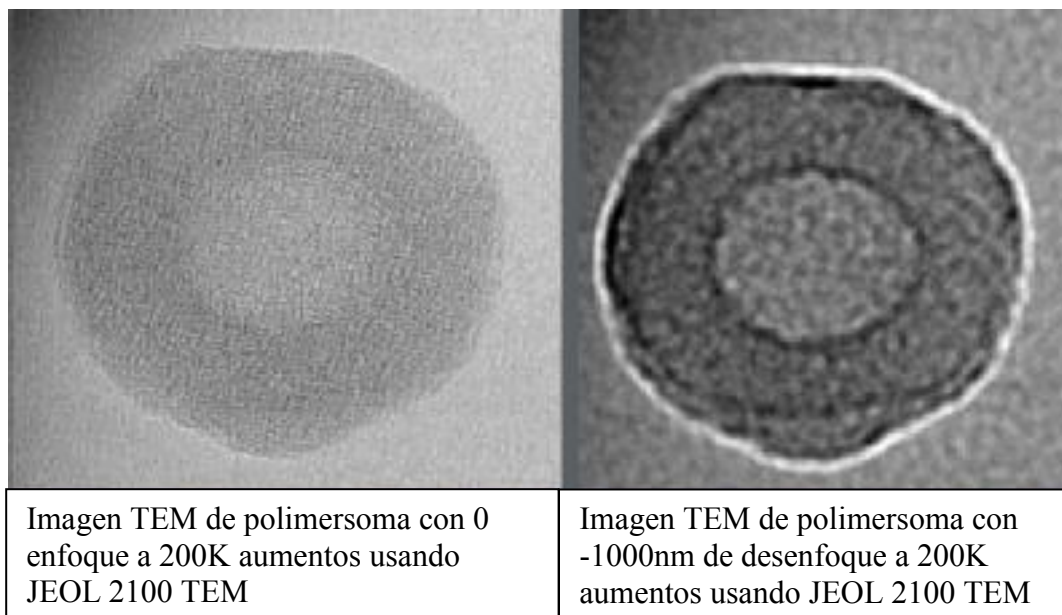 Imagen TEM de polimersoma con 0
enfoque a 200K aumentos usando
JEOL 2100 TEM
Imagen TEM de polimersoma con
-1000nm de desenfoque a 200K
aumentos usando JEOL 2100 TEM